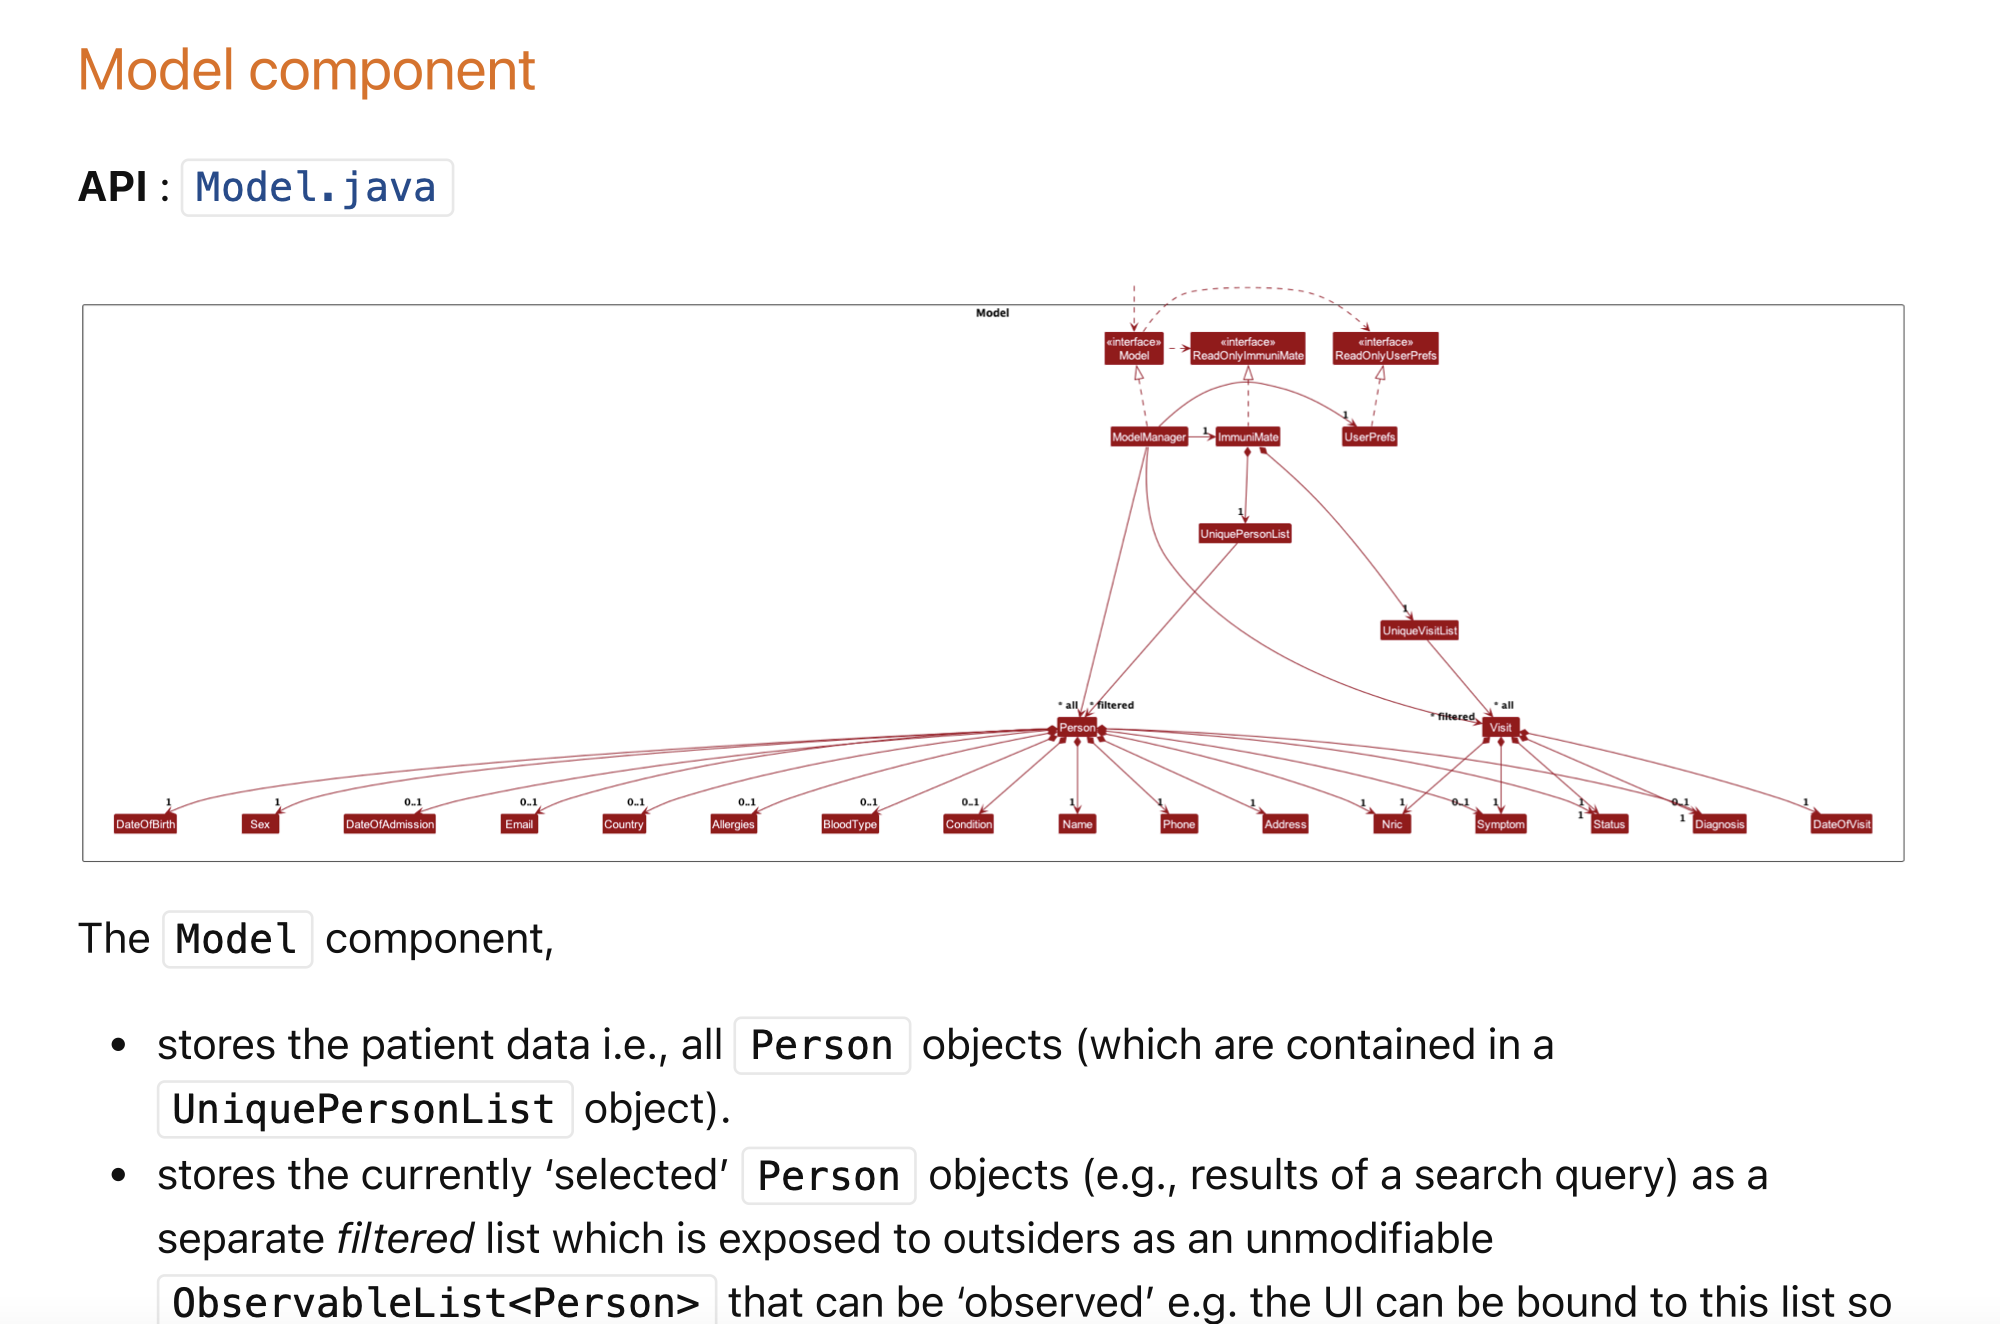 Model component
API : Model.java
Model
«interface»
Model
«interface»
ReadOnlyImmuniMate
«interface»
ReadOnlyUserPrefs
1
ModelManager
1
ImmuniMate
UserPrefs
1
UniquePersonList
1
UniqueVisitList
* all
* filtered
* all
* filtered
Person
Visit
1
1
0..1
0..1
0..1
0..1
0..1
0..1
1
1
1
1
1
0..1
1
1
1
0..1
1
1
DateOfBirth
Sex
DateOfAdmission
Email
Country
Allergies
BloodType
Condition
Name
Phone
Address
Nric
Symptom
Status
Diagnosis
DateOfVisit
The Model component,
• stores the patient data i.e., all Person objects (which are contained in a
UniquePersonList object).
• stores the currently ‘selected’ Person objects (e.g., results of a search query) as a
separate filtered list which is exposed to outsiders as an unmodifiable
ObservableList<Person> that can be ‘observed’ e.g. the UI can be bound to this list so